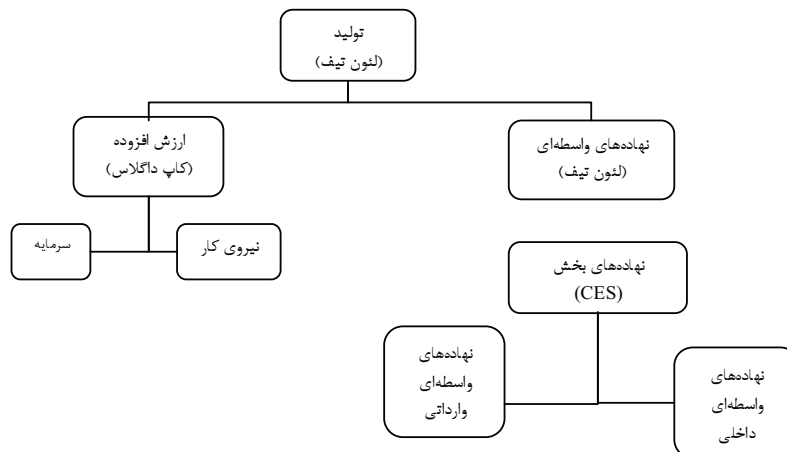 تولید
(لئون تیف)
ارزش افزوده
(کاپ داگلاس)
نهاده‌های واسطه‌ای
(لئون تیف)
نیروی کار
سرمایه
نهاده‌های بخش
(CES)
نهاده‌های
واسطه‌ای
وارداتی
نهاده‌های
واسطه‌ای
داخلی